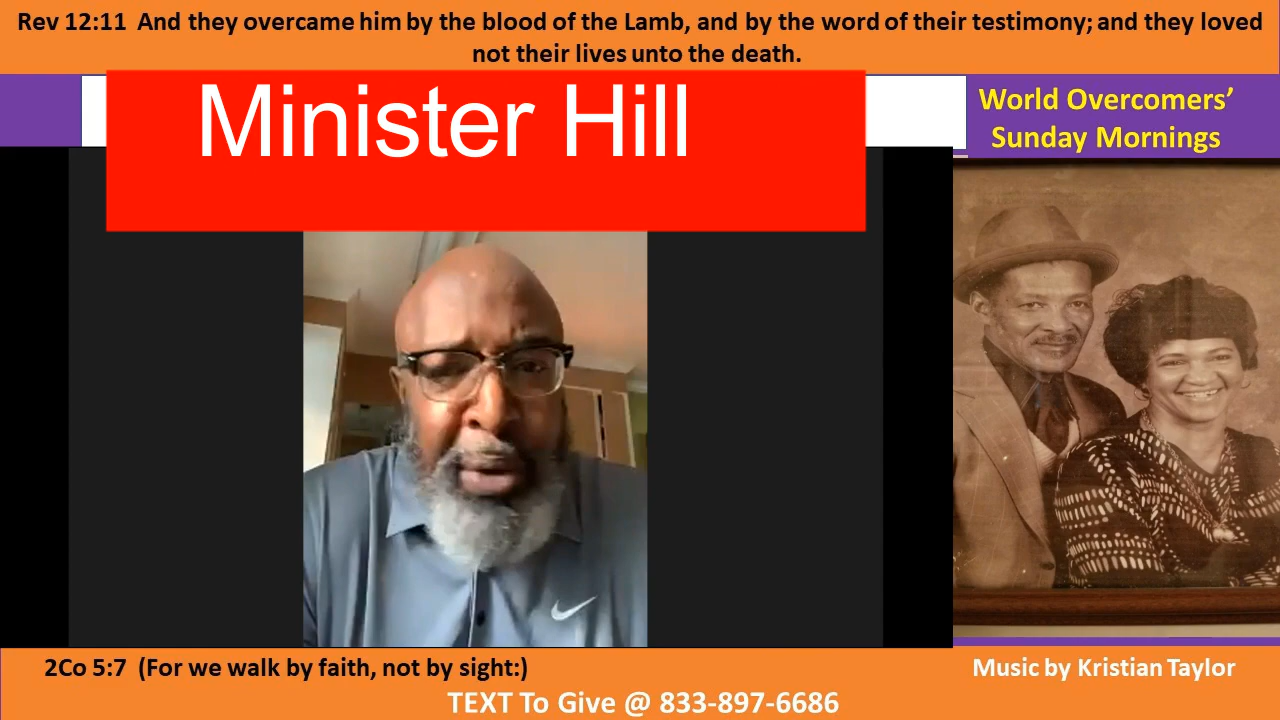 Rev 12:11  And they overcame him by the blood of the Lamb, and by the word of their testimony; and they loved
not their lives unto the death.
Minister Hill
World Overcomers’
Sunday Mornings
2Co 5:7  (For we walk by faith, not by sight:)
Music by Kristian Taylor
TEXT To Give @ 833-897-6686